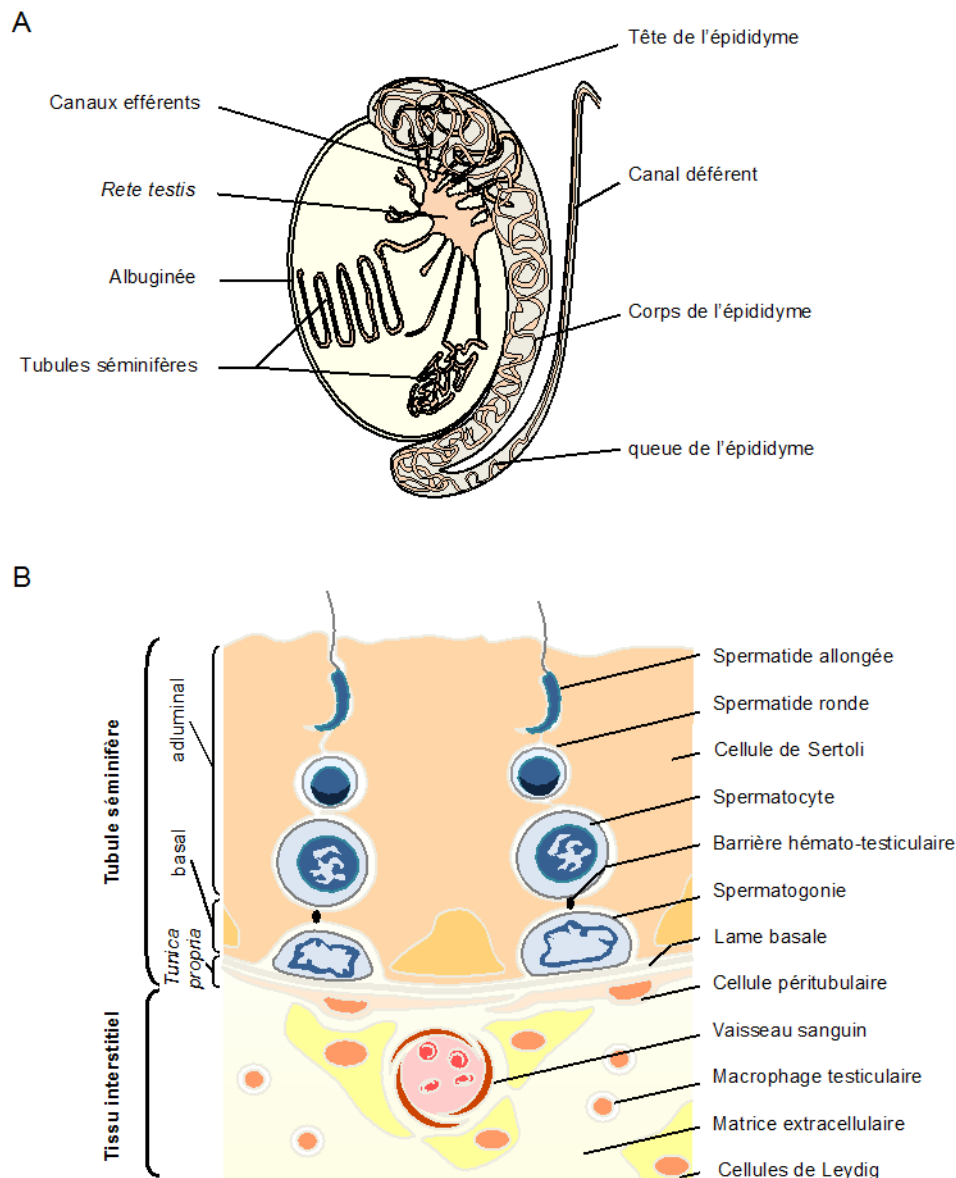 A
Tête de l'épididyme
Canaux efférents
Rete testis
Canal déférent
Albuginée
Corps de l'épididyme
Tubules séminifères
queue de l'épididyme
B
Tubule séminifère
adluminal
basal
Tunica
propria
Tissu interstitiel
Spermatide allongée
Spermatide ronde
Cellule de Sertoli
Spermatocyte
Barrière hémato-testiculaire
Spermatogonie
Lame basale
Cellule péritubulaire
Vaisseau sanguin
Macrophage testiculaire
Matrice extracellulaire
Cellules de Leydig